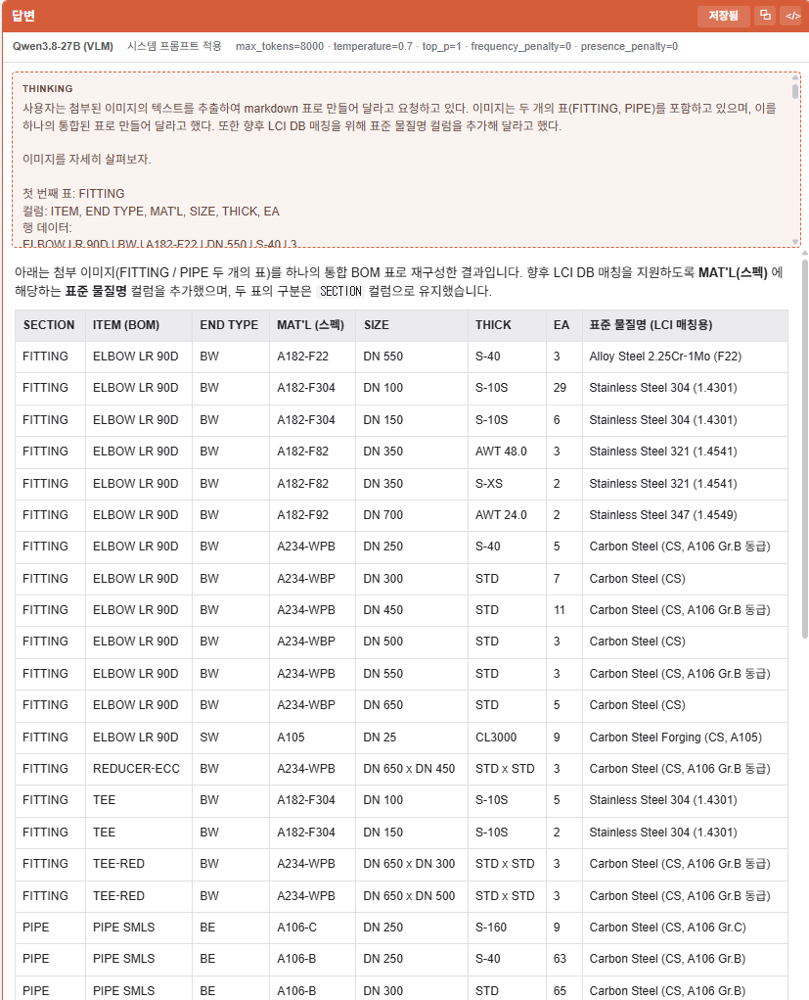 답변
저장됨
</>
Qwen3.8-27B (VLM) 시스템 프롬프트 적용 max_tokens=8000 · temperature=0.7 · top_p=1 · frequency_penalty=0 · presence_penalty=0
THINKING
사용자는 첨부된 이미지의 텍스트를 추출하여 markdown 표로 만들어 달라고 요청하고 있다. 이미지는 두 개의 표(FITTING, PIPE)를 포함하고 있으며, 이를
하나의 통합된 표로 만들어 달라고 했다. 또한 향후 LCI DB 매칭을 위해 표준 물질명 컬럼을 추가해 달라고 했다.
이미지를 자세히 살펴보자.
첫 번째 표: FITTING
컬럼: ITEM, END TYPE, MAT'L, SIZE, THICK, EA
행 데이터:
ELBOW LR 90D | BW | A182-F22 | DN 550 | S-40 | 3
아래는 첨부 이미지(FITTING / PIPE 두 개의 표)를 하나의 통합 BOM 표로 재구성한 결과입니다. 향후 LCI DB 매칭을 지원하도록 MAT'L(스펙) 에
해당하는 표준 물질명 컬럼을 추가했으며, 두 표의 구분은 SECTION 컬럼으로 유지했습니다.
SECTION ITEM (BOM) END TYPE MAT'L (스펙) SIZE THICK EA 표준 물질명 (LCI 매칭용)
FITTING ELBOW LR 90D BW A182-F22 DN 550 S-40 3 Alloy Steel 2.25Cr-1Mo (F22)
FITTING ELBOW LR 90D BW A182-F304 DN 100 S-10S 29 Stainless Steel 304 (1.4301)
FITTING ELBOW LR 90D BW A182-F304 DN 150 S-10S 6 Stainless Steel 304 (1.4301)
FITTING ELBOW LR 90D BW A182-F82 DN 350 AWT 48.0 3 Stainless Steel 321 (1.4541)
FITTING ELBOW LR 90D BW A182-F82 DN 350 S-XS 2 Stainless Steel 321 (1.4541)
FITTING ELBOW LR 90D BW A182-F92 DN 700 AWT 24.0 2 Stainless Steel 347 (1.4549)
FITTING ELBOW LR 90D BW A234-WPB DN 250 S-40 5 Carbon Steel (CS, A106 Gr.B 동급)
FITTING ELBOW LR 90D BW A234-WBP DN 300 STD 7 Carbon Steel (CS)
FITTING ELBOW LR 90D BW A234-WPB DN 450 STD 11 Carbon Steel (CS, A106 Gr.B 동급)
FITTING ELBOW LR 90D BW A234-WBP DN 500 STD 3 Carbon Steel (CS)
FITTING ELBOW LR 90D BW A234-WPB DN 550 STD 3 Carbon Steel (CS, A106 Gr.B 동급)
FITTING ELBOW LR 90D BW A234-WBP DN 650 STD 5 Carbon Steel (CS)
FITTING ELBOW LR 90D SW A105 DN 25 CL3000 9 Carbon Steel Forging (CS, A105)
FITTING REDUCER-ECC BW A234-WPB DN 650 x DN 450 STD x STD 3 Carbon Steel (CS, A106 Gr.B 동급)
FITTING TEE BW A182-F304 DN 100 S-10S 5 Stainless Steel 304 (1.4301)
FITTING TEE BW A182-F304 DN 150 S-10S 2 Stainless Steel 304 (1.4301)
FITTING TEE-RED BW A234-WPB DN 650 x DN 300 STD x STD 3 Carbon Steel (CS, A106 Gr.B 동급)
FITTING TEE-RED BW A234-WPB DN 650 x DN 500 STD x STD 3 Carbon Steel (CS, A106 Gr.B 동급)
PIPE PIPE SMLS BE A106-C DN 250 S-160 9 Carbon Steel (CS, A106 Gr.C)
PIPE PIPE SMLS BE A106-B DN 250 S-40 63 Carbon Steel (CS, A106 Gr.B)
PIPE PIPE SMLS BE A106-B DN 300 STD 65 Carbon Steel (CS, A106 Gr.B)